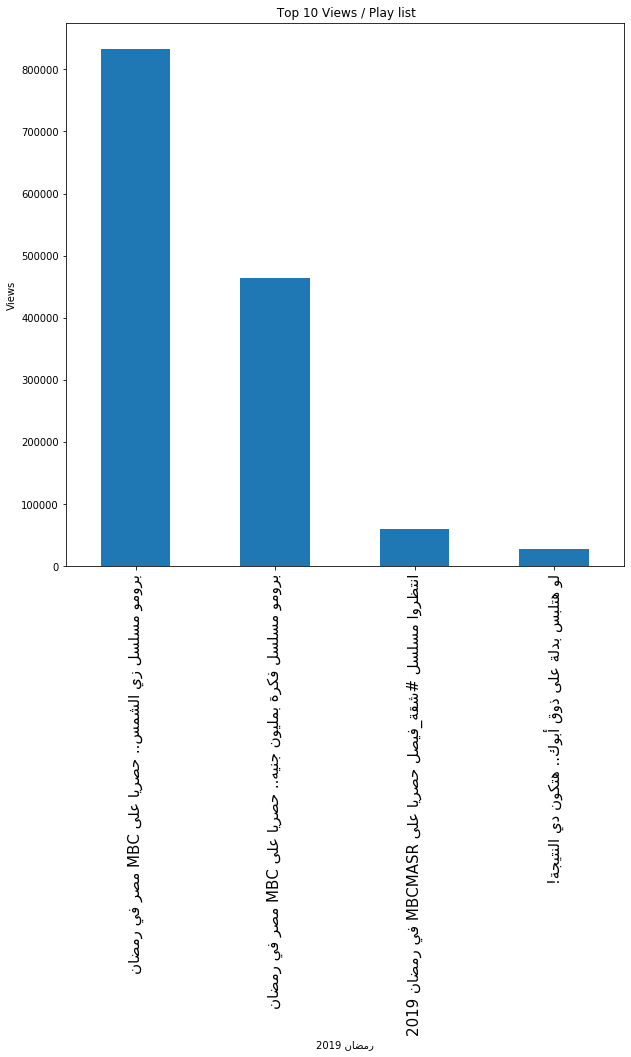 Top 10 Views / Play list
Views
800000
700000
600000
500000
400000
300000
200000
100000
0
برومو مسلسل زي الشمس.. حصريا على MBC مصر في رمضان
برومو مسلسل فكرة بمليون جنيه.. حصريا على MBC مصر في رمضان
انتظروا مسلسل #شقة_فيصل حصريا على MBCMASR في رمضان 2019
لو هتلبس بدلة على ذوق أبوك.. هتكون دي النتيجة!
رمضان 2019